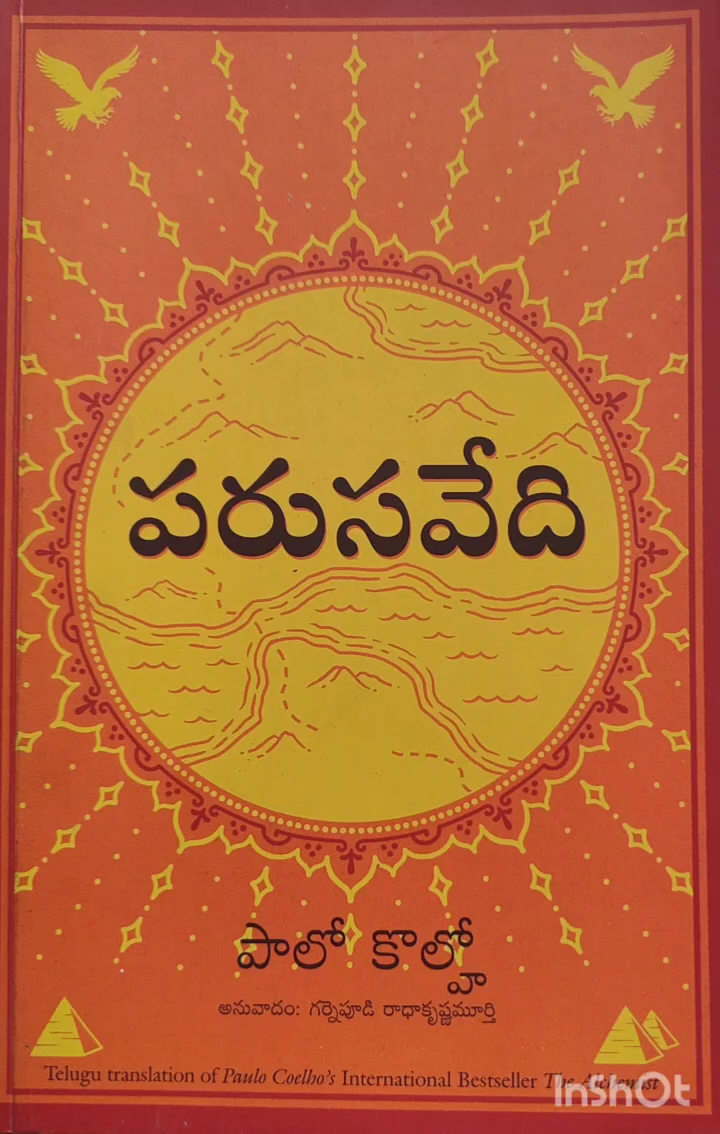 పరుసవేది
పాలో కొల్హో
అనువాదం: గర్నెపూడి రాధాకృష్ణమూర్తి
Telugu translation of Paulo Coelho's International Bestseller The Alchemist
InShOt